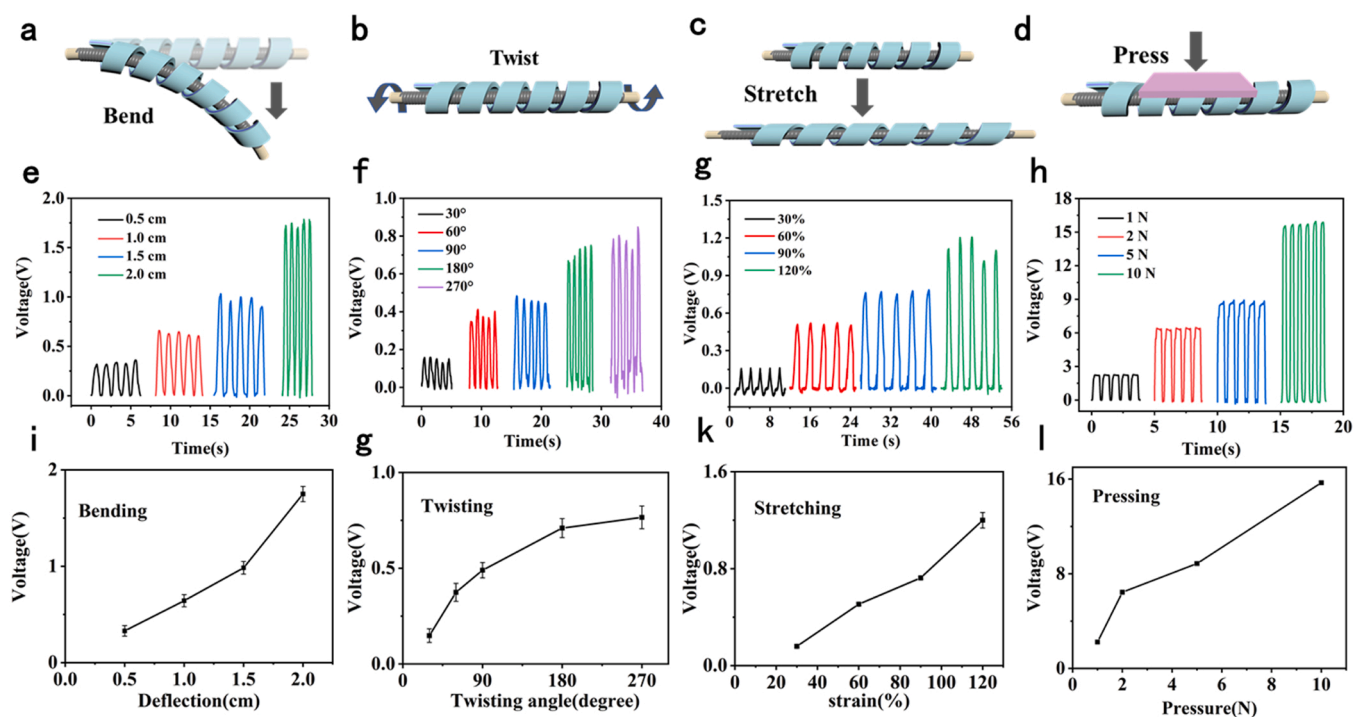 a
b
c
d
Bend
Twist
Stretch
Press
e
2.0
1.5
1.0
0.5
0.0
Voltage(V)
0.5 cm
1.0 cm
1.5 cm
2.0 cm
0 5 10 15 20 25 30
Time(s)
f
1.0
0.8
0.6
0.4
0.2
0.0
Voltage(V)
30°
60°
90°
180°
270°
0 10 20 30 40
Time(s)
g
1.5
1.2
0.9
0.6
0.3
0.0
Voltage (V)
30%
60%
90%
120%
0 8 16 24 32 40 48 56
Time (s)
h
18
15
12
9
6
3
0
Voltage (V)
1 N
2 N
5 N
10 N
0 5 10 15 20
Time(s)
i
2
1
0
Voltage(V)
Bending
0.0 0.5 1.0 1.5 2.0
Deflection(cm)
g
1.0
0.5
0.0
Voltage(V)
Twisting
0 90 180 270
Twisting angle(degree)
k
1.6
0.8
0.0
Voltage(V)
Stretching
0 20 40 60 80 100 120
strain(%)
l
16
8
0
Voltage(V)
Pressing
0 2 4 6 8 10
Pressure(N)